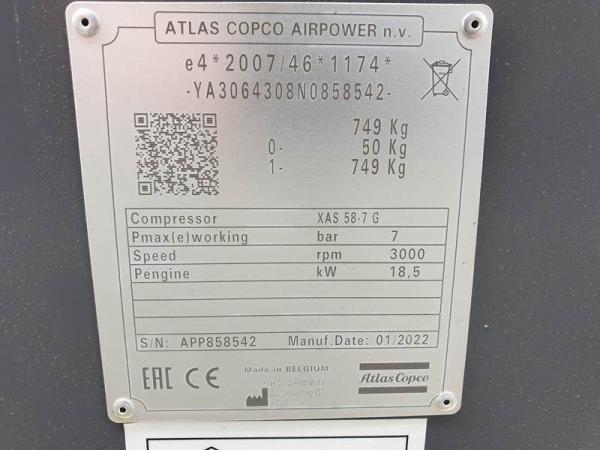 ATLAS COPCO AIRPOWER n.v.
e4*2007/46*1174*
-YA3064308N0858542-
749 Kg
0- 50 Kg
1- 749 Kg
Compressor XAS 58-7 G
Pmax(e)working bar 7
Speed rpm 3000
Pengine kW 18,5
S/N: APP858542 Manuf.Date: 01/2022
EAC CE
Made in BELGIUM
Atlas Copco